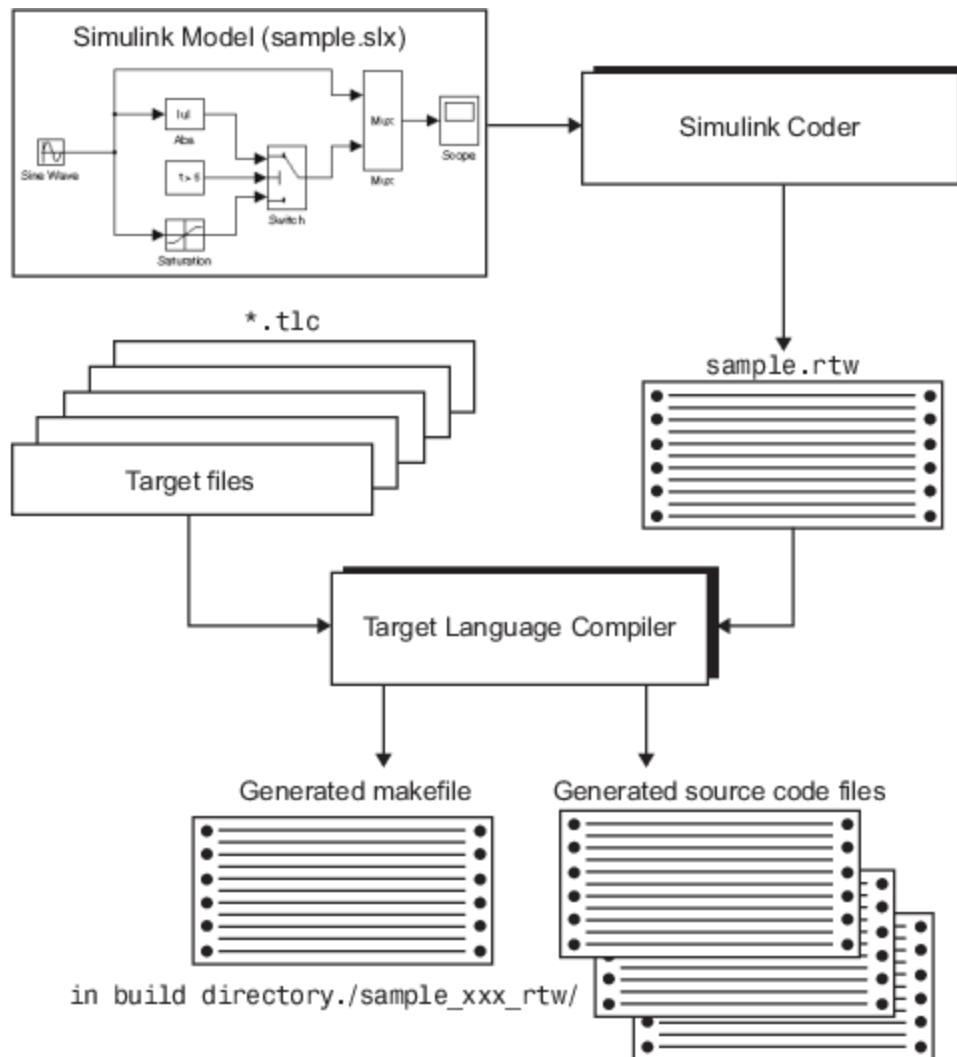 Simulink Model (sample.slx)
Simulink Coder
|u|
Abs
Mux
Mux
Scope
Sine Wave
Switch
Saturation
*.tlc
sample.rtw
Target files
Target Language Compiler
Generated makefile
Generated source code files
in build directory./sample_xxx_rtw/